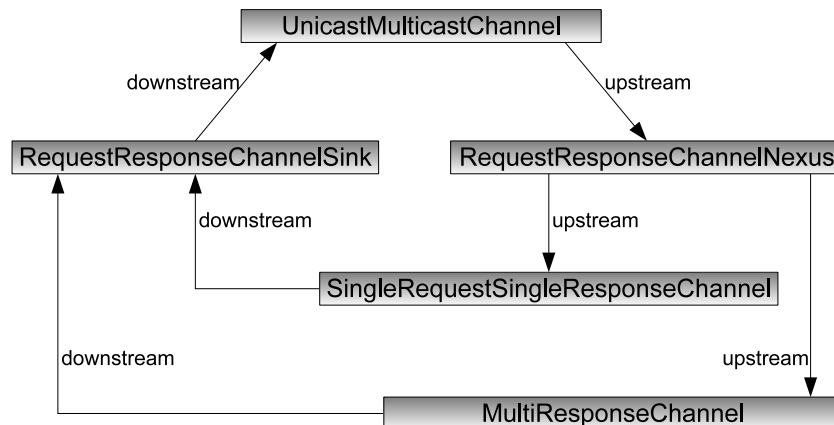 UnicastMulticastChannel
downstream
upstream
RequestResponseChannelSink
RequestResponseChannelNexus
downstream
upstream
SingleRequestSingleResponseChannel
downstream
upstream
MultiResponseChannel